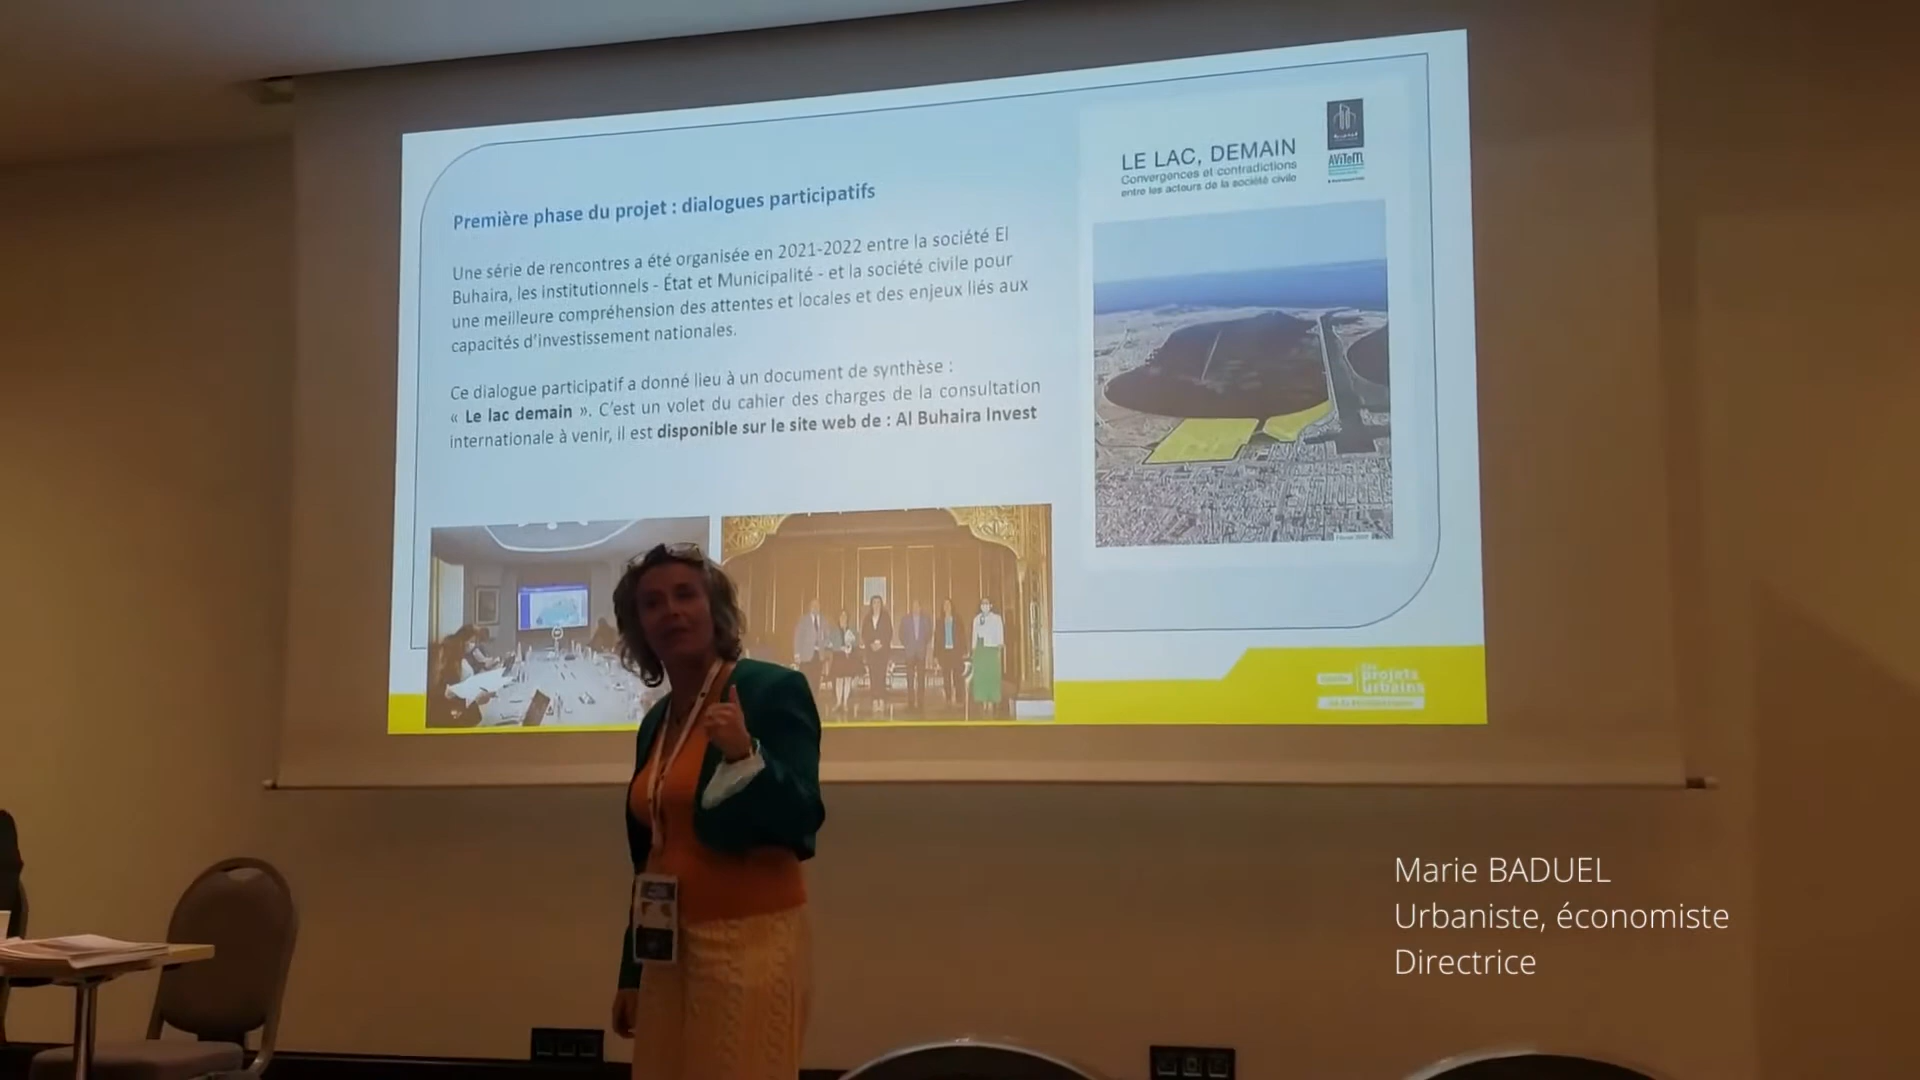 Première phase du projet : dialogues participatifs
Une série de rencontres a été organisée en 2021-2022 entre la société El
Buhaira, les institutionnels - État et Municipalité - et la société civile pour
une meilleure compréhension des attentes et locales et des enjeux liés aux
capacités d'investissement nationales.
Ce dialogue participatif a donné lieu à un document de synthèse :
« Le lac demain ». C'est un volet du cahier des charges de la consultation
internationale à venir, il est disponible sur le site web de : Al Buhaira Invest
LE LAC, DEMAIN
Convergences et contradictions
entre les acteurs de la société civile
AViTeM
projets
urbains
Marie BADUEL
Urbaniste, économiste
Directrice